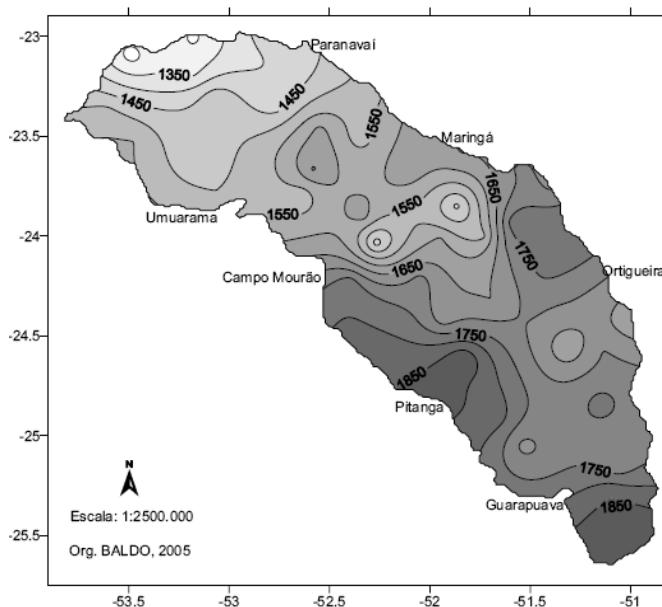 -23
Paranavaí
1350
1450
1450
-23.5
1550
Maringá
1650
Umuarama
1550
1550
-24
1750
Campo Mourão
1650
Ortigueira
-24.5
1750
1850
Pitanga
-25
1750
N
Guarapuava
1850
Escala: 1:2500.000
-25.5
Org. BALDO, 2005
-53.5
-53
-52.5
-52
-51.5
-51